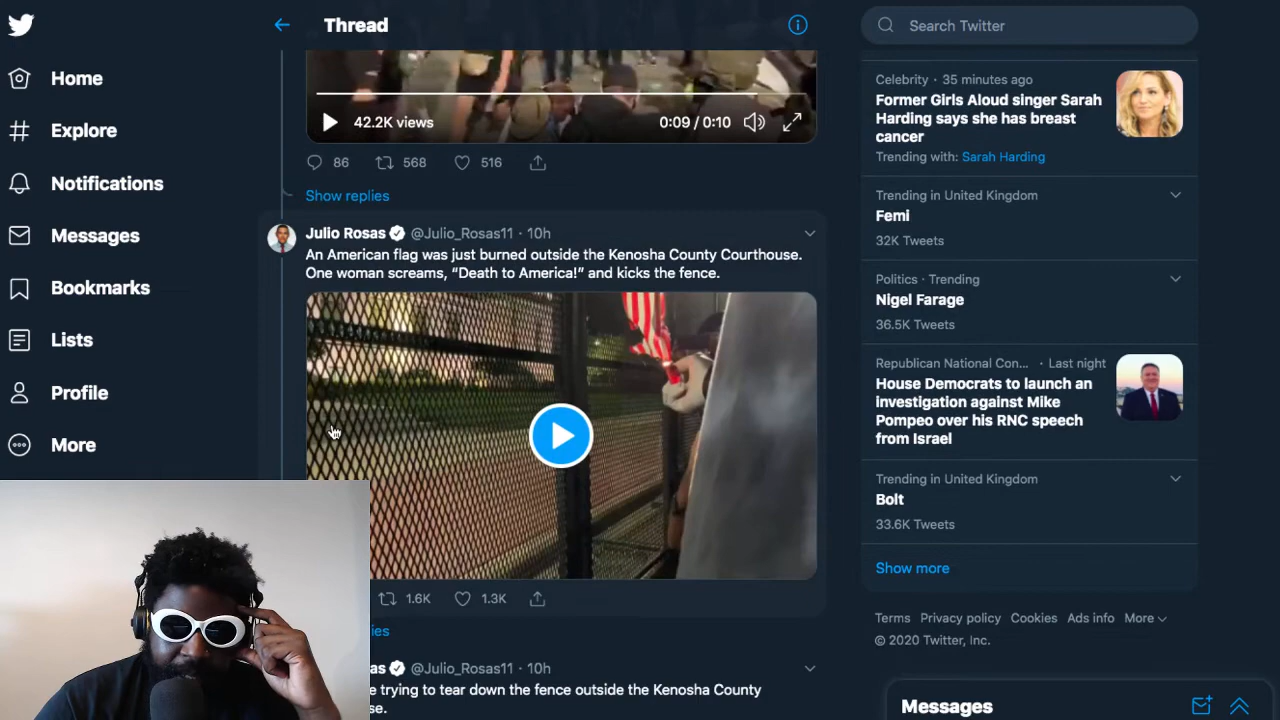 Home
Explore
Notifications
Messages
Bookmarks
Lists
Profile
More
Thread
42.2K views
0:09 / 0:10
86
568
516
Show replies
Julio Rosas @Julio_Rosas11 · 10h
An American flag was just burned outside the Kenosha County Courthouse.
One woman screams, “Death to America!” and kicks the fence.
1.6K
1.3K
ies
as @Julio_Rosas11 · 10h
e trying to tear down the fence outside the Kenosha County
se.
Search Twitter
Celebrity · 35 minutes ago
Former Girls Aloud singer Sarah
Harding says she has breast
cancer
Trending with: Sarah Harding
Trending in United Kingdom
Femi
32K Tweets
Politics · Trending
Nigel Farage
36.5K Tweets
Republican National Con... · Last night
House Democrats to launch an
investigation against Mike
Pompeo over his RNC speech
from Israel
Trending in United Kingdom
Bolt
33.6K Tweets
Show more
Terms Privacy policy Cookies Ads info More
© 2020 Twitter, Inc.
Messages